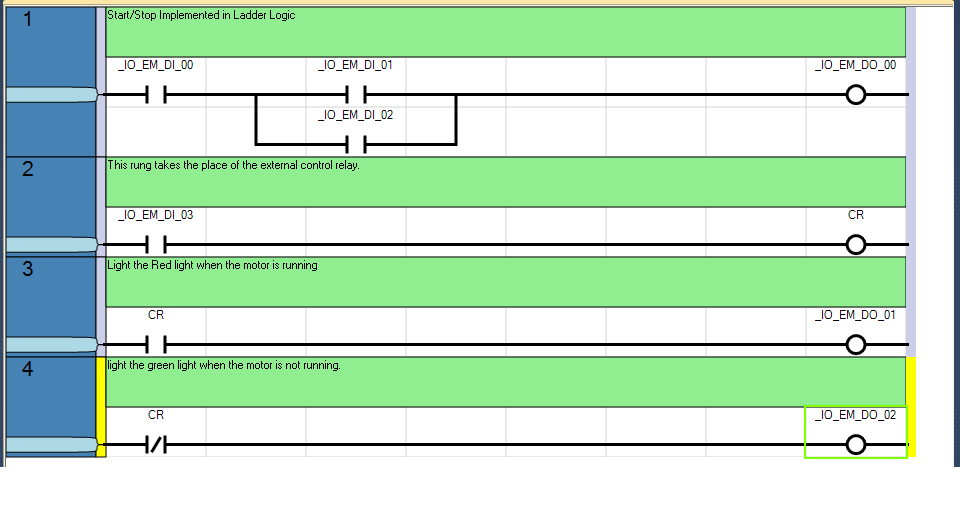 1
Start/Stop Implemented in Ladder Logic
_IO_EM_DI_00
_IO_EM_DI_01
_IO_EM_DO_00
_IO_EM_DI_02
2
This rung takes the place of the external control relay.
_IO_EM_DI_03
CR
3
Light the Red light when the motor is running
CR
_IO_EM_DO_01
4
light the green light when the motor is not running.
CR
_IO_EM_DO_02